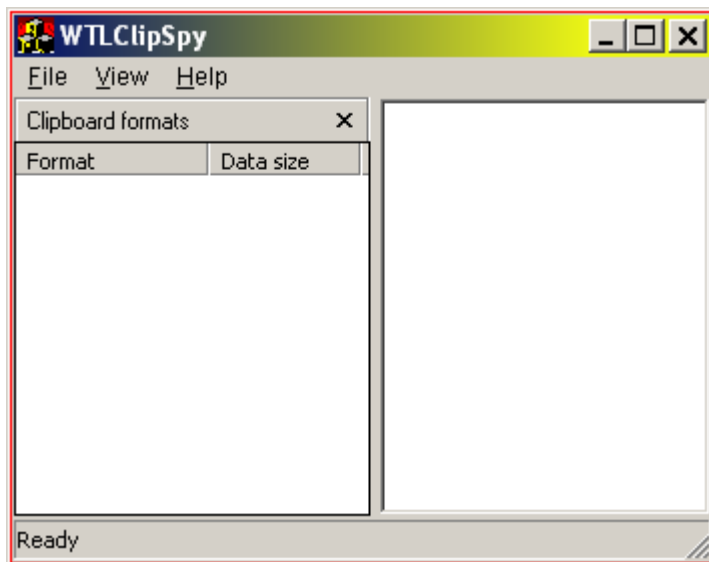 WTLClipSpy
File View Help
Clipboard formats
Format Data size
Ready